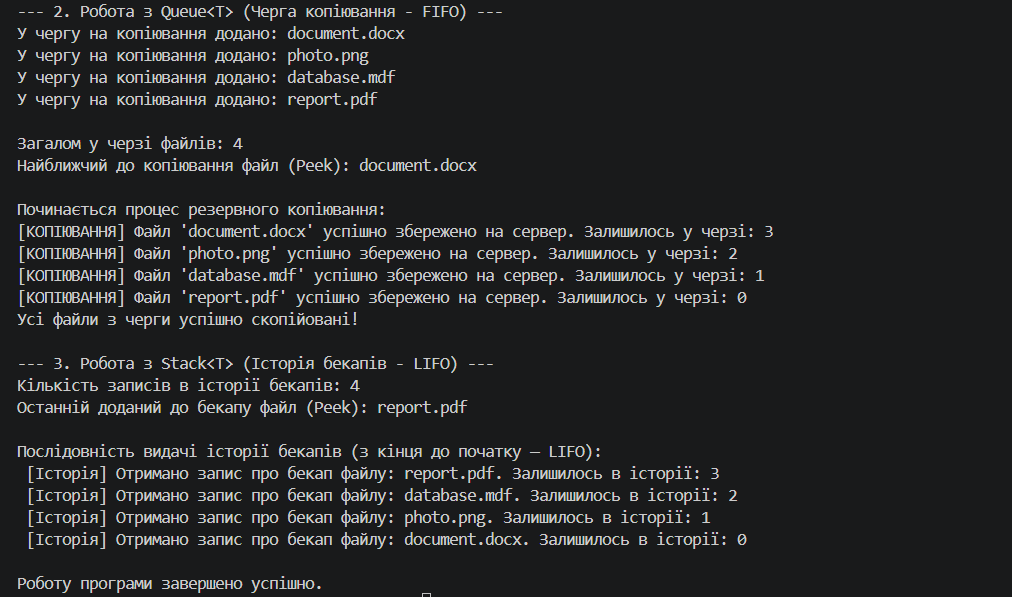 --- 2. Робота з Queue<T> (Черга копіювання - FIFO) ---
У чергу на копіювання додано: document.docx
У чергу на копіювання додано: photo.png
У чергу на копіювання додано: database.mdf
У чергу на копіювання додано: report.pdf
Загалом у черзі файлів: 4
Найближчий до копіювання файл (Peek): document.docx
Починається процес резервного копіювання:
[КОПІЮВАННЯ] Файл 'document.docx' успішно збережено на сервер. Залишилось у черзі: 3
[КОПІЮВАННЯ] Файл 'photo.png' успішно збережено на сервер. Залишилось у черзі: 2
[КОПІЮВАННЯ] Файл 'database.mdf' успішно збережено на сервер. Залишилось у черзі: 1
[КОПІЮВАННЯ] Файл 'report.pdf' успішно збережено на сервер. Залишилось у черзі: 0
Усі файли з черги успішно скопійовані!
--- 3. Робота з Stack<T> (Історія бекапів - LIFO) ---
Кількість записів в історії бекапів: 4
Останній доданий до бекапу файл (Peek): report.pdf
Послідовність видачі історії бекапів (з кінця до початку — LIFO):
[Історія] Отримано запис про бекап файлу: report.pdf. Залишилось в історії: 3
[Історія] Отримано запис про бекап файлу: database.mdf. Залишилось в історії: 2
[Історія] Отримано запис про бекап файлу: photo.png. Залишилось в історії: 1
[Історія] Отримано запис про бекап файлу: document.docx. Залишилось в історії: 0
Роботу програми завершено успішно.